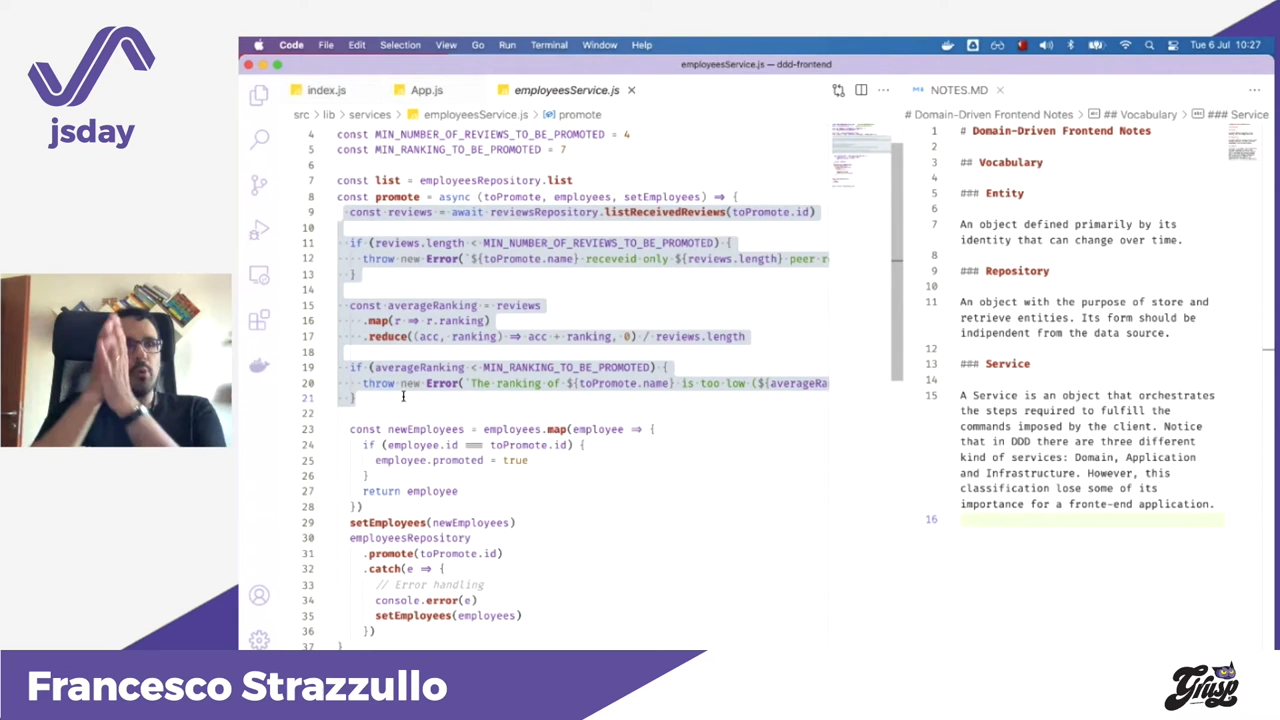 jsday
Code File Edit Selection View Go Run Terminal Window Help
Tue 6 Jul 10:27
employeesService.js — ddd-frontend
index.js
App.js
employeesService.js
NOTES.MD
src > lib > services > employeesService.js > promote
# Domain-Driven Frontend Notes > ## Vocabulary > ### Service
4 const MIN_NUMBER_OF_REVIEWS_TO_BE_PROMOTED = 4
5 const MIN_RANKING_TO_BE_PROMOTED = 7
6
7 const list = employeesRepository.list
8 const promote = async (toPromote, employees, setEmployees) => {
9 const reviews = await reviewsRepository.listReceivedReviews(toPromote.id)
10
11 if (reviews.length < MIN_NUMBER_OF_REVIEWS_TO_BE_PROMOTED) {
12 throw new Error(`${toPromote.name} receveid only ${reviews.length} peer r
13 }
14
15 const averageRanking = reviews
16 .map(r => r.ranking)
17 .reduce((acc, ranking) => acc + ranking, 0) / reviews.length
18
19 if (averageRanking < MIN_RANKING_TO_BE_PROMOTED) {
20 throw new Error(`The ranking of ${toPromote.name} is too low (${averageRa
21 }
22
23 const newEmployees = employees.map(employee => {
24 if (employee.id === toPromote.id) {
25 employee.promoted = true
26 }
27 return employee
28 })
29 setEmployees(newEmployees)
30 employeesRepository
31 .promote(toPromote.id)
32 .catch(e => {
33 // Error handling
34 console.error(e)
35 setEmployees(employees)
36 })
37 }
1 # Domain-Driven Frontend Notes
2
3 ## Vocabulary
4
5 ### Entity
6
7 An object defined primarily by its
identity that can change over time.
8
9 ### Repository
10
11 An object with the purpose of store and
retrieve entities. Its form should be
indipendent from the data source.
12
13 ### Service
14
15 A Service is an object that orchestrates
the steps required to fulfill the
commands imposed by the client. Notice
that in DDD there are three different
kind of services: Domain, Application
and Infrastructure. However, this
classification lose some of its
importance for a fronte-end application.
16
Francesco Strazzullo
Grusp